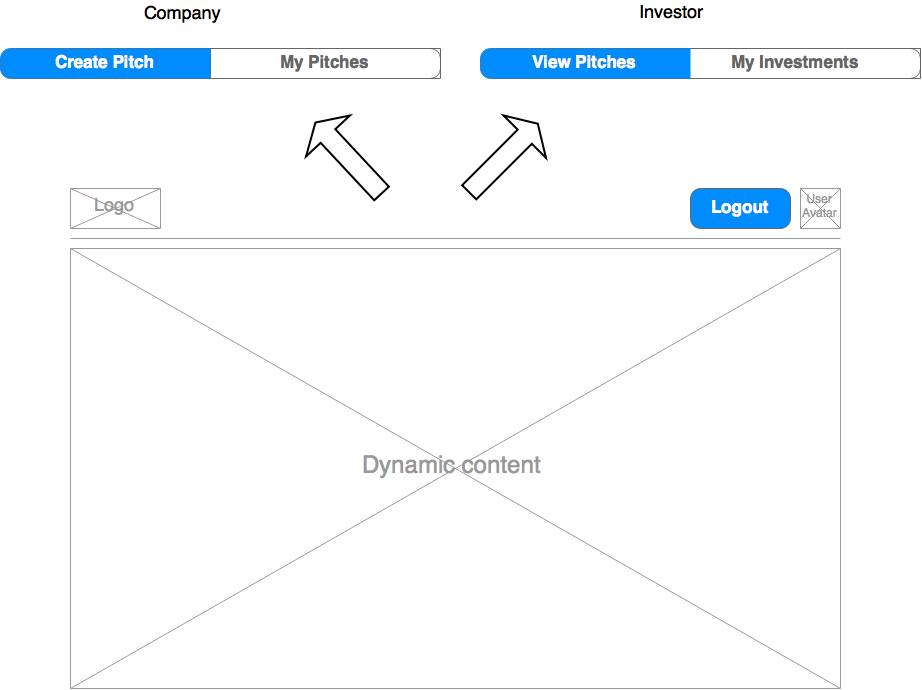 Company
Investor
Create Pitch
My Pitches
View Pitches
My Investments
Logo
Logout
User
Avatar
Dynamic content